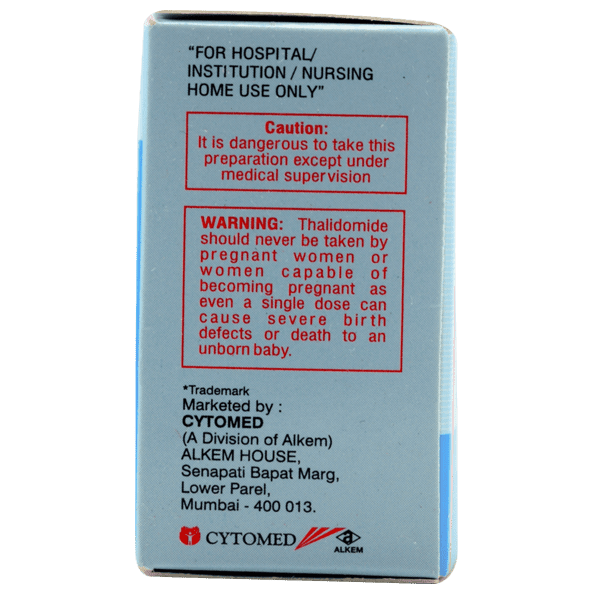 "FOR HOSPITAL/
INSTITUTION / NURSING
HOME USE ONLY"
Caution:
It is dangerous to take this
preparation except under
medical supervision
WARNING: Thalidomide
should never be taken by
pregnant women or
women capable of
becoming pregnant as
even a single dose can
cause severe birth
defects or death to an
unborn baby.
*Trademark
Marketed by :
CYTOMED
(A Division of Alkem)
ALKEM HOUSE,
Senapati Bapat Marg,
Lower Parel,
Mumbai - 400 013.
CYTOMED
a
ALKEM